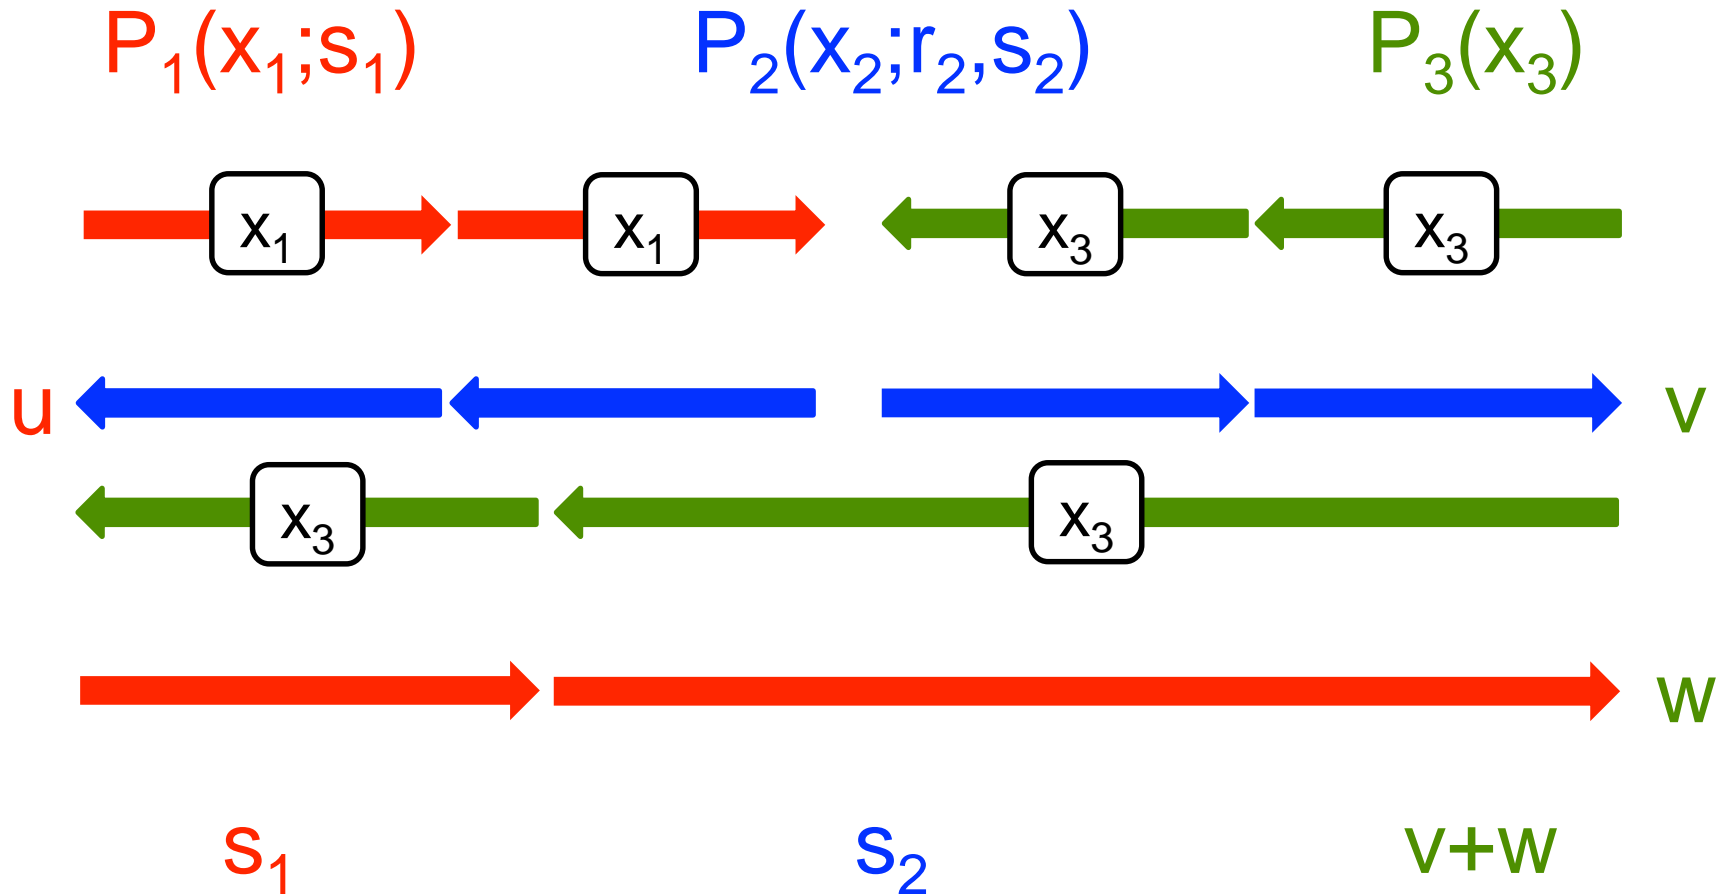 P₁(x₁;s₁) P₂(x₂;r₂,s₂) P₃(x₃)
x₁ x₁ x₃ x₃
u v
x₃ x₃
w
s₁ s₂ v+w